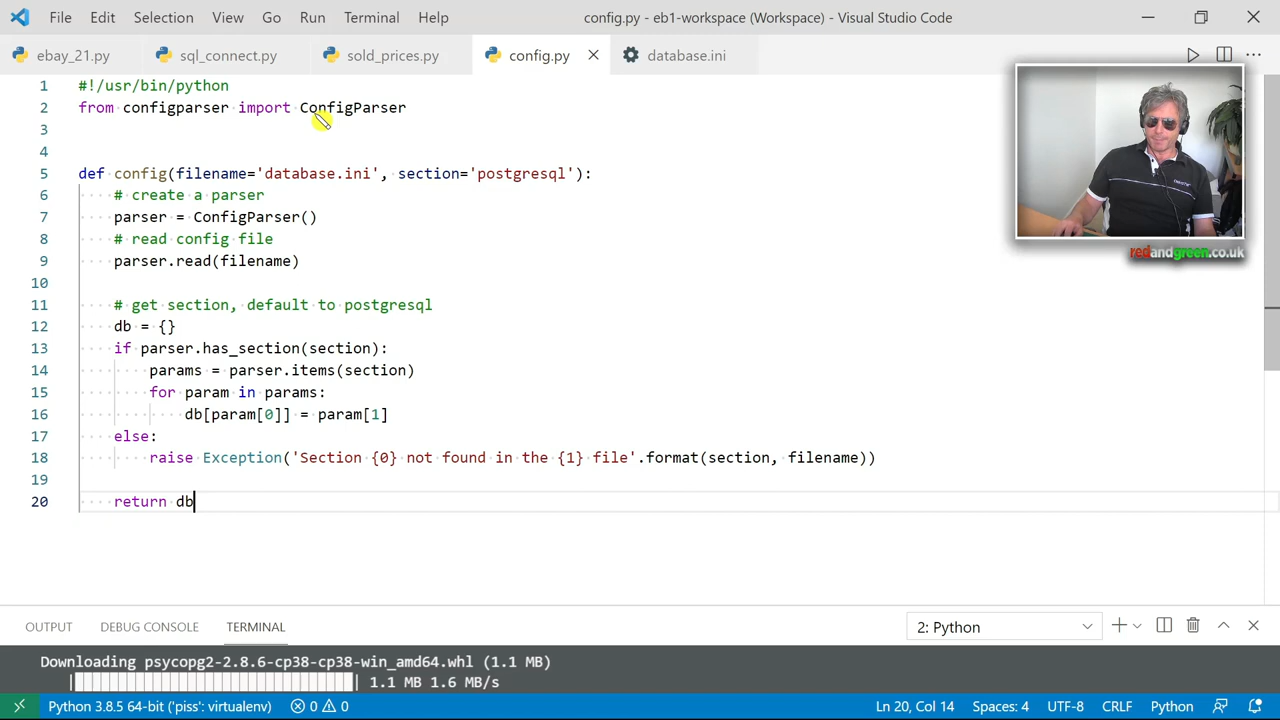 File Edit Selection View Go Run Terminal Help config.py - eb1-workspace (Workspace) - Visual Studio Code
ebay_21.py sql_connect.py sold_prices.py config.py database.ini
1 #!/usr/bin/python
2 from configparser import ConfigParser
3
4
5 def config(filename='database.ini', section='postgresql'):
6 # create a parser
7 parser = ConfigParser()
8 # read config file
9 parser.read(filename)
10
11 # get section, default to postgresql
12 db = {}
13 if parser.has_section(section):
14 params = parser.items(section)
15 for param in params:
16 db[param[0]] = param[1]
17 else:
18 raise Exception('Section {0} not found in the {1} file'.format(section, filename))
19
20 return db
redandgreen.co.uk
OUTPUT DEBUG CONSOLE TERMINAL 2: Python
Downloading psycopg2-2.8.6-cp38-cp38-win_amd64.whl (1.1 MB)
1.1 MB 1.6 MB/s
Python 3.8.5 64-bit ('piss': virtualenv) 0 0 Ln 20, Col 14 Spaces: 4 UTF-8 CRLF Python